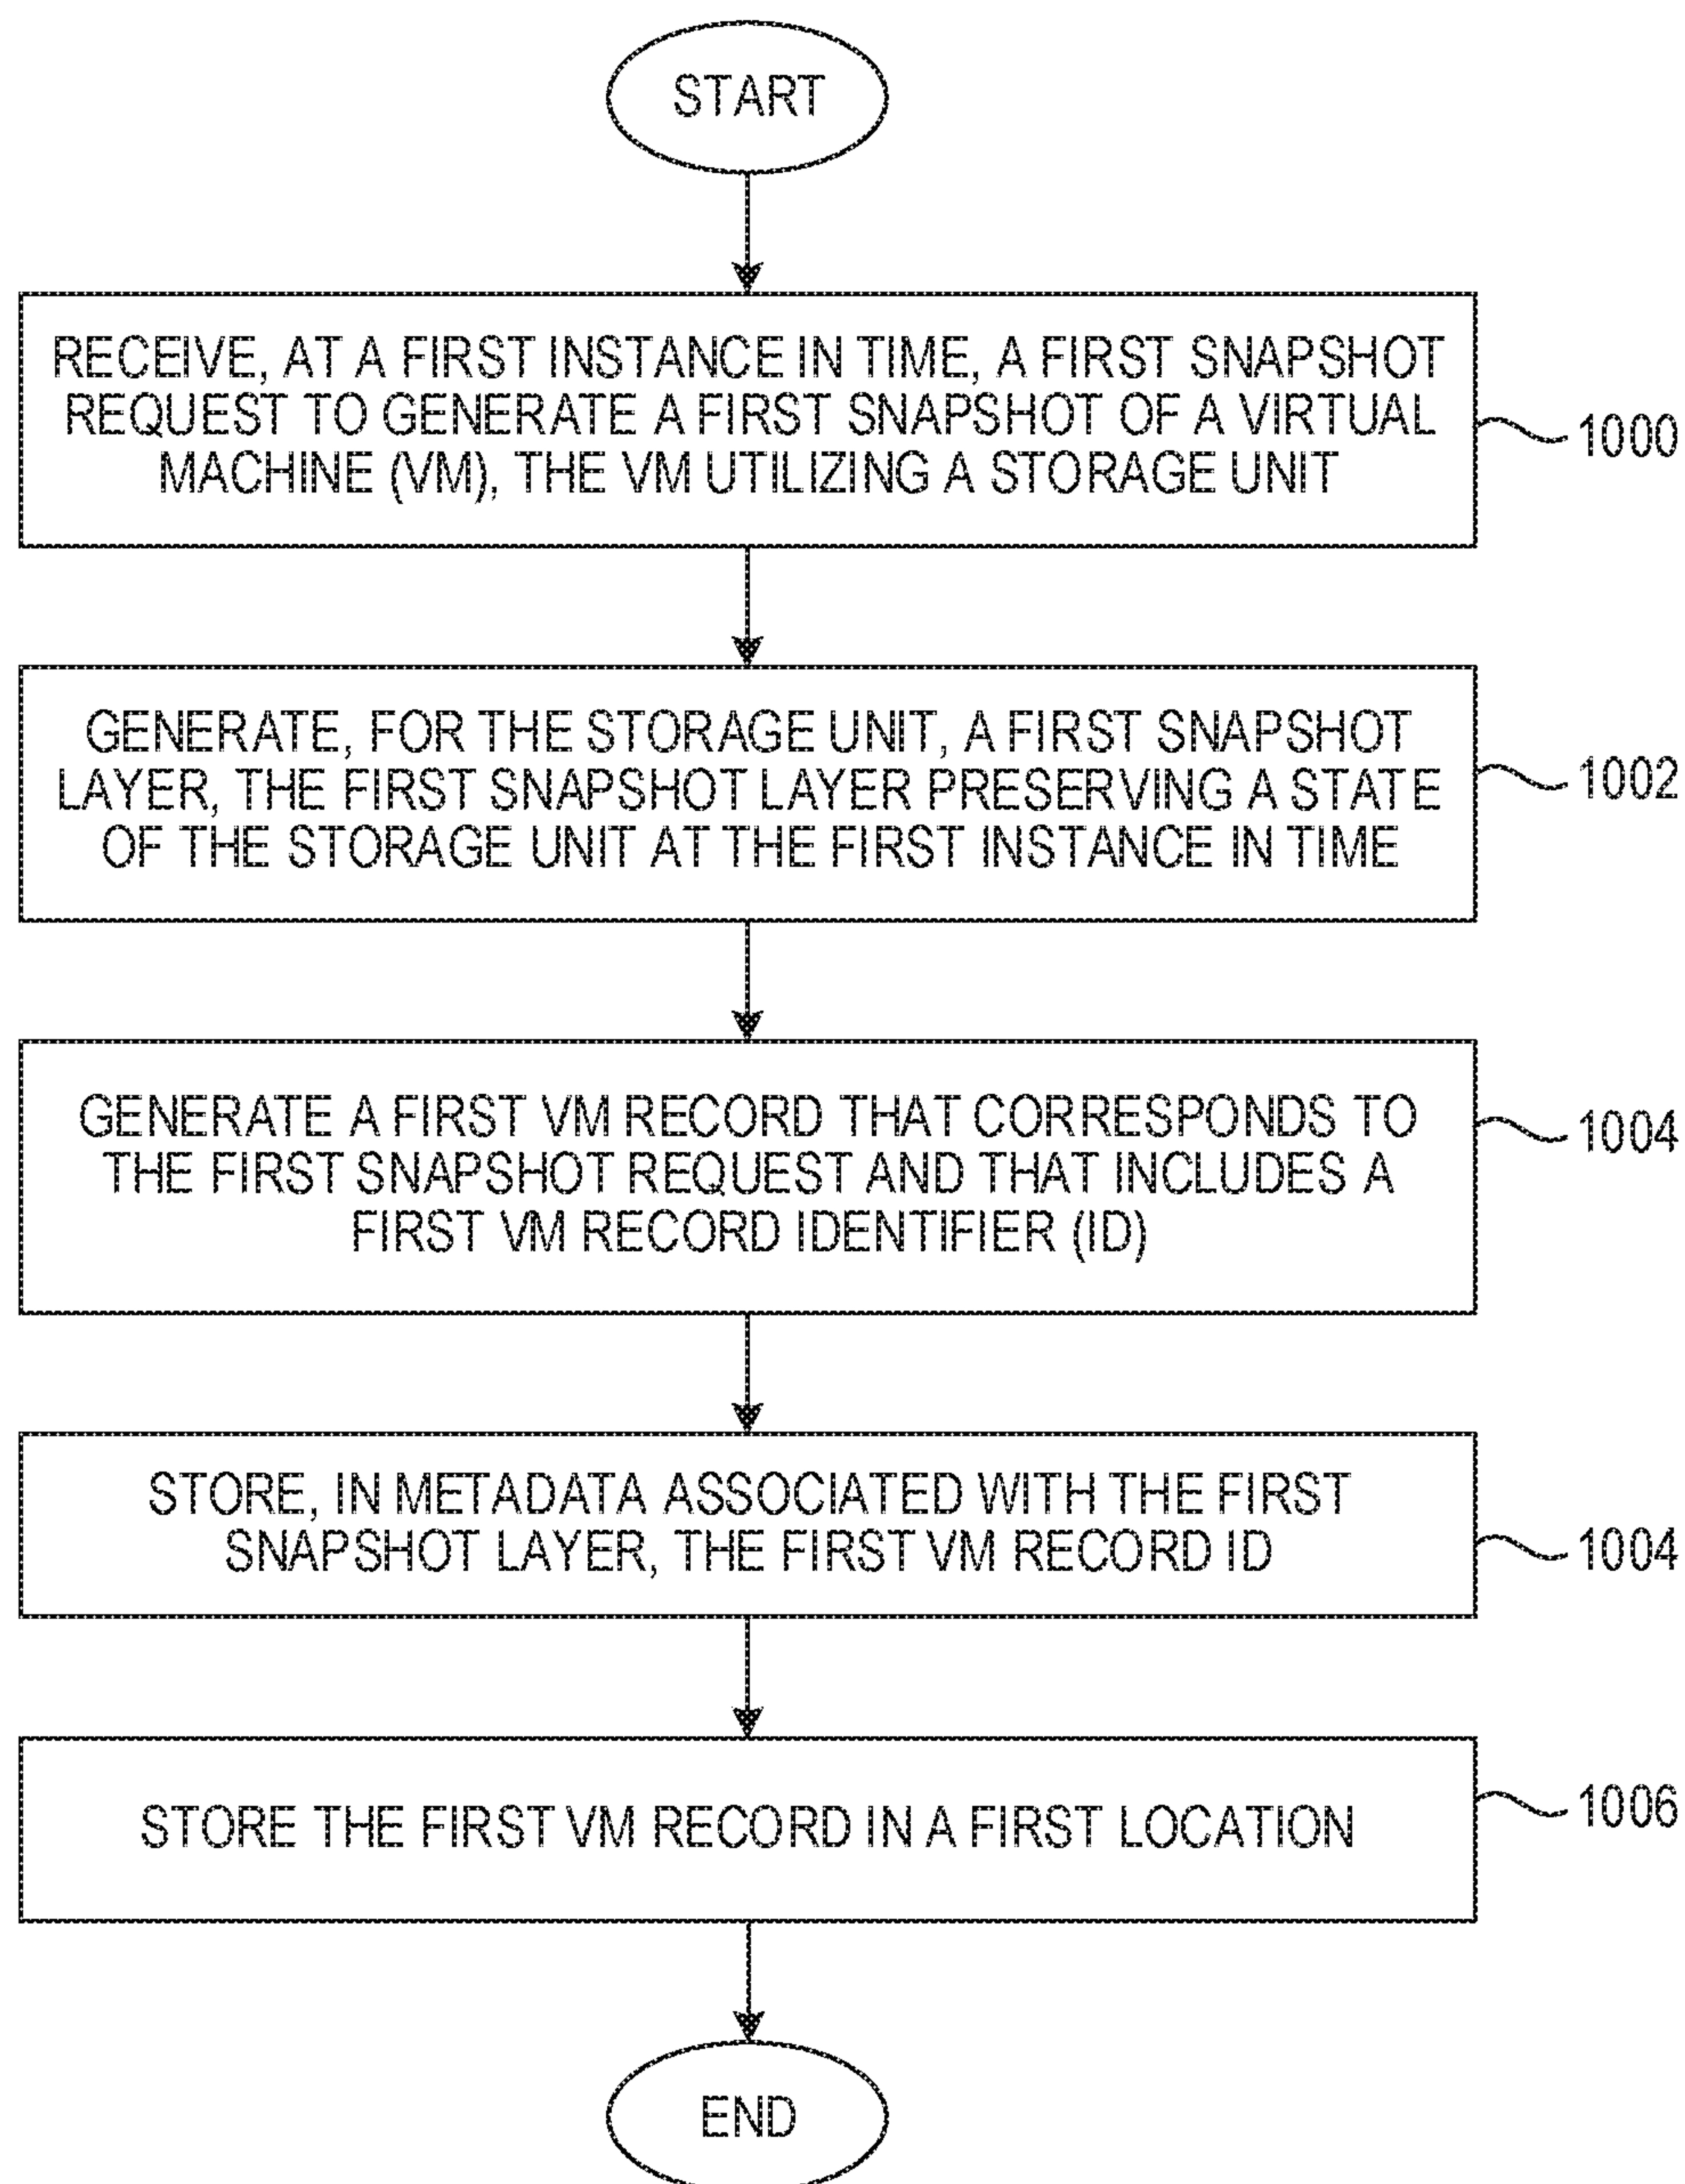 START
RECEIVE, AT A FIRST INSTANCE IN TIME, A FIRST SNAPSHOT
REQUEST TO GENERATE A FIRST SNAPSHOT OF A VIRTUAL
MACHINE (VM), THE VM UTILIZING A STORAGE UNIT
1000
GENERATE, FOR THE STORAGE UNIT, A FIRST SNAPSHOT
LAYER, THE FIRST SNAPSHOT LAYER PRESERVING A STATE
OF THE STORAGE UNIT AT THE FIRST INSTANCE IN TIME
1002
GENERATE A FIRST VM RECORD THAT CORRESPONDS TO
THE FIRST SNAPSHOT REQUEST AND THAT INCLUDES A
FIRST VM RECORD IDENTIFIER (ID)
1004
STORE, IN METADATA ASSOCIATED WITH THE FIRST
SNAPSHOT LAYER, THE FIRST VM RECORD ID
1004
STORE THE FIRST VM RECORD IN A FIRST LOCATION
1006
END